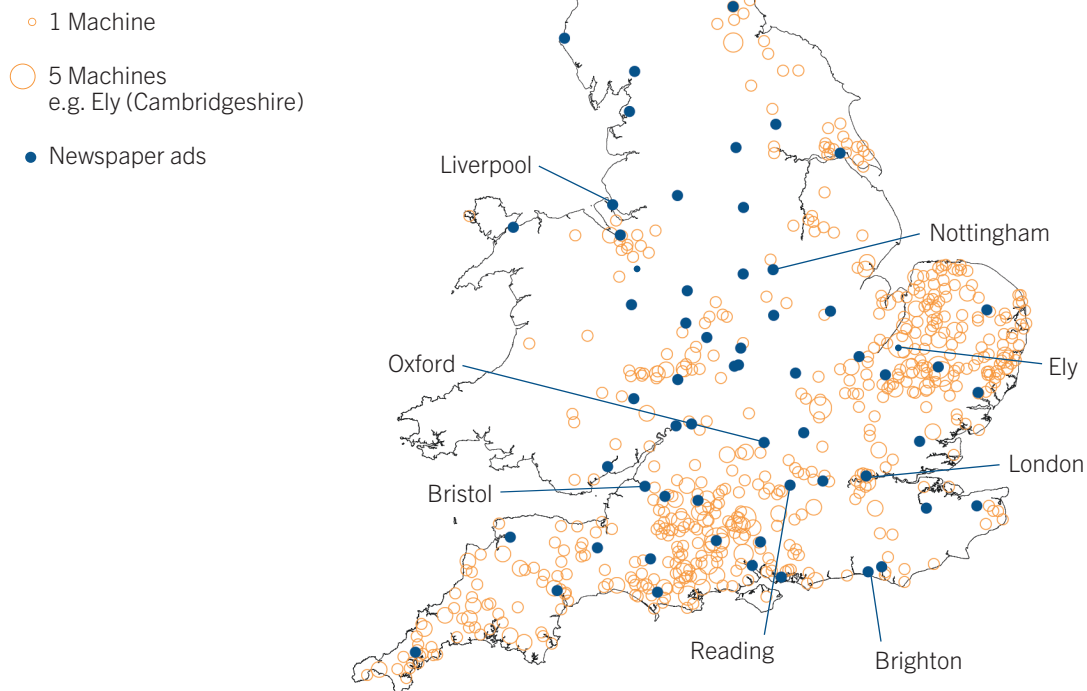 1 Machine
5 Machines
e.g. Ely (Cambridgeshire)
Newspaper ads
Liverpool
Nottingham
Oxford
Ely
London
Bristol
Reading
Brighton